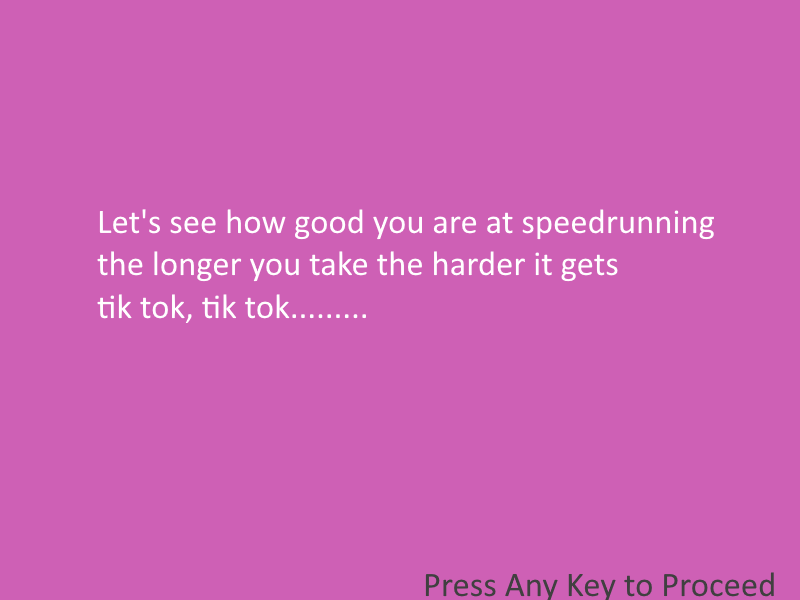 Let's see how good you are at speedrunning
the longer you take the harder it gets
tik tok, tik tok.........
Press Any Key to Proceed